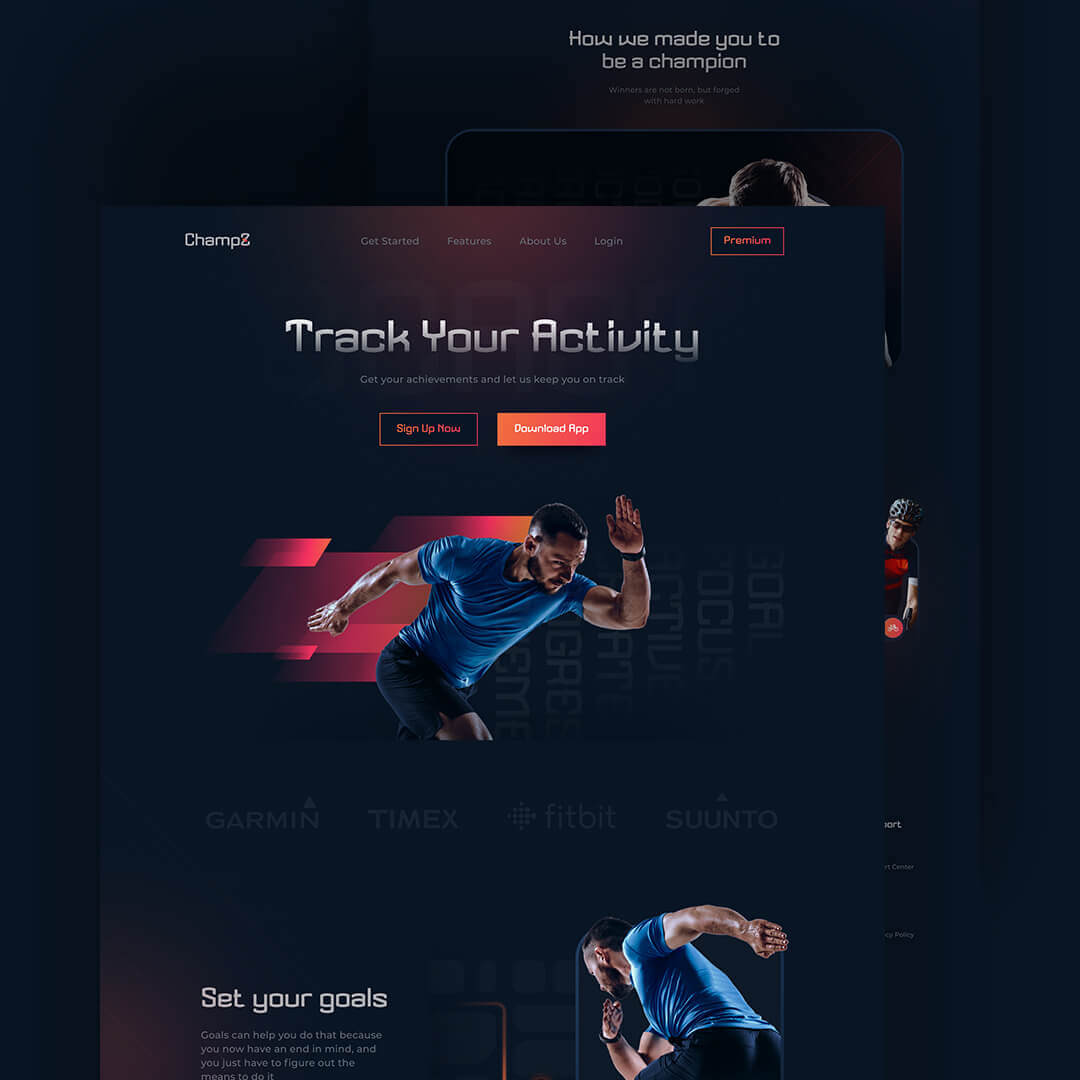 How we made you to
be a champion
Winners are not born, but forged
with hard work
Champ2
Get Started
Features
About Us
Login
Premium
Track Your Activity
Get your achievements and let us keep you on track
Sign Up Now
Download App
GOAL
FOCUS
ACTIVE
GARMIN
TIMEX
fitbit
SUUNTO
Set your goals
Goals can help you do that because
you now have an end in mind, and
you just have to figure out the
means to do it
Center
Policy